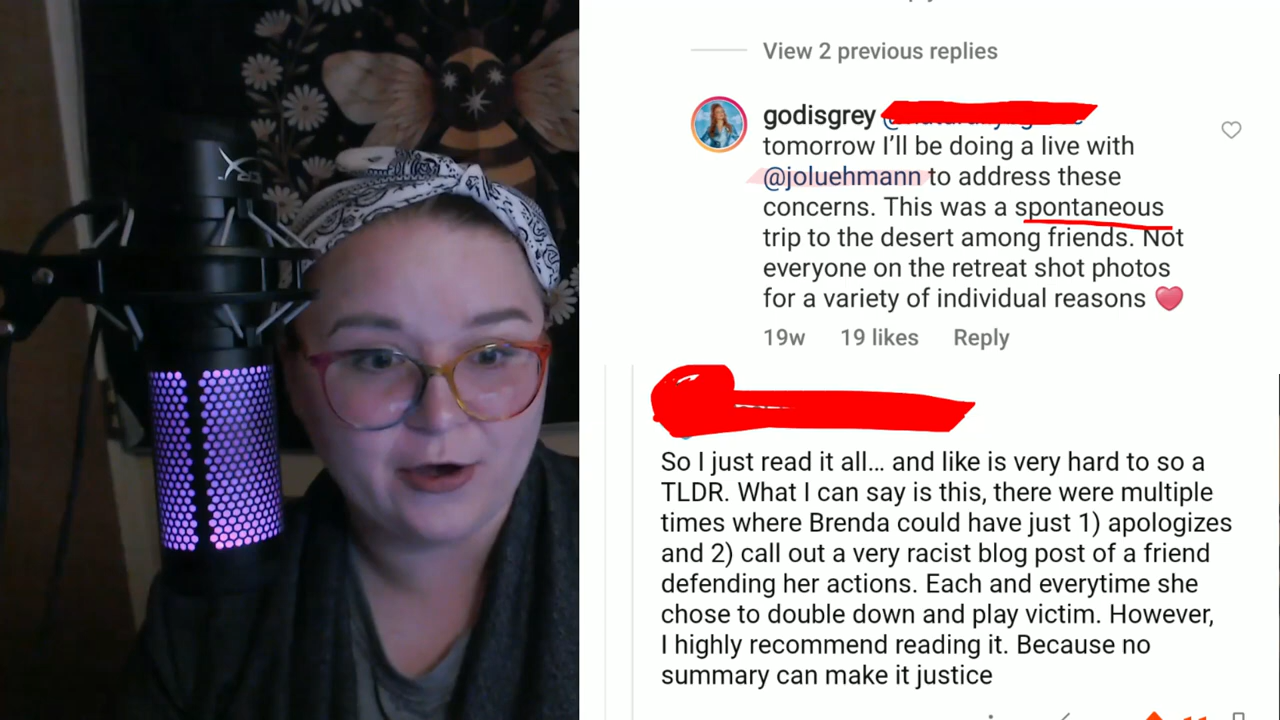 View 2 previous replies
godisgrey
tomorrow I'll be doing a live with
@joluehmann to address these
concerns. This was a spontaneous
trip to the desert among friends. Not
everyone on the retreat shot photos
for a variety of individual reasons ❤️
19w 19 likes Reply
So I just read it all... and like is very hard to so a
TLDR. What I can say is this, there were multiple
times where Brenda could have just 1) apologizes
and 2) call out a very racist blog post of a friend
defending her actions. Each and everytime she
chose to double down and play victim. However,
I highly recommend reading it. Because no
summary can make it justice